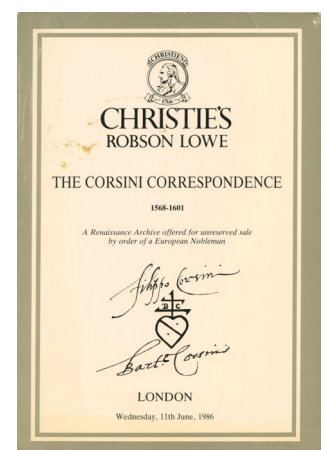 CHRISTIE'S
1766
CHRISTIE'S
ROBSON LOWE
THE CORSINI CORRESPONDENCE
1568-1601
A Renaissance Archive offered for unreserved sale
by order of a European Nobleman
filippo Corsini
B C
Bart.º Corsinis
LONDON
Wednesday, 11th June, 1986